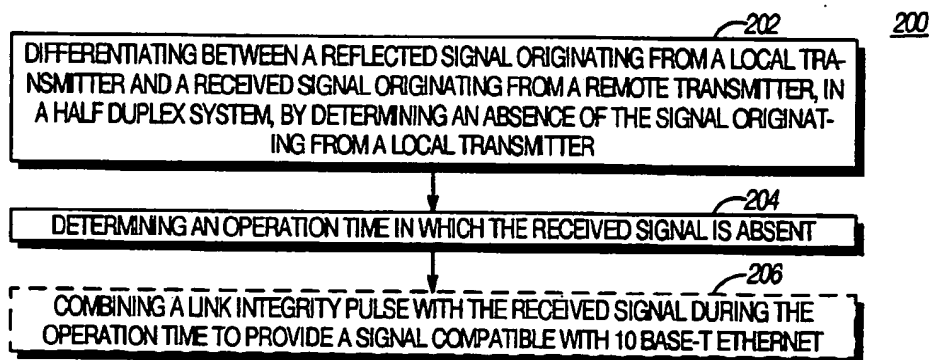 202
200
DIFFERENTIATING BETWEEN A REFLECTED SIGNAL ORIGINATING FROM A LOCAL TRA-
NSMITTER AND A RECEIVED SIGNAL ORIGINATING FROM A REMOTE TRANSMITTER, IN
A HALF DUPLEX SYSTEM, BY DETERMINING AN ABSENCE OF THE SIGNAL ORIGINAT-
ING FROM A LOCAL TRANSMITTER
204
DETERMINING AN OPERATION TIME IN WHICH THE RECEIVED SIGNAL IS ABSENT
206
COMBINING A LINK INTEGRITY PULSE WITH THE RECEIVED SIGNAL DURING THE
OPERATION TIME TO PROVIDE A SIGNAL COMPATIBLE WITH 10 BASE-T ETHERNET